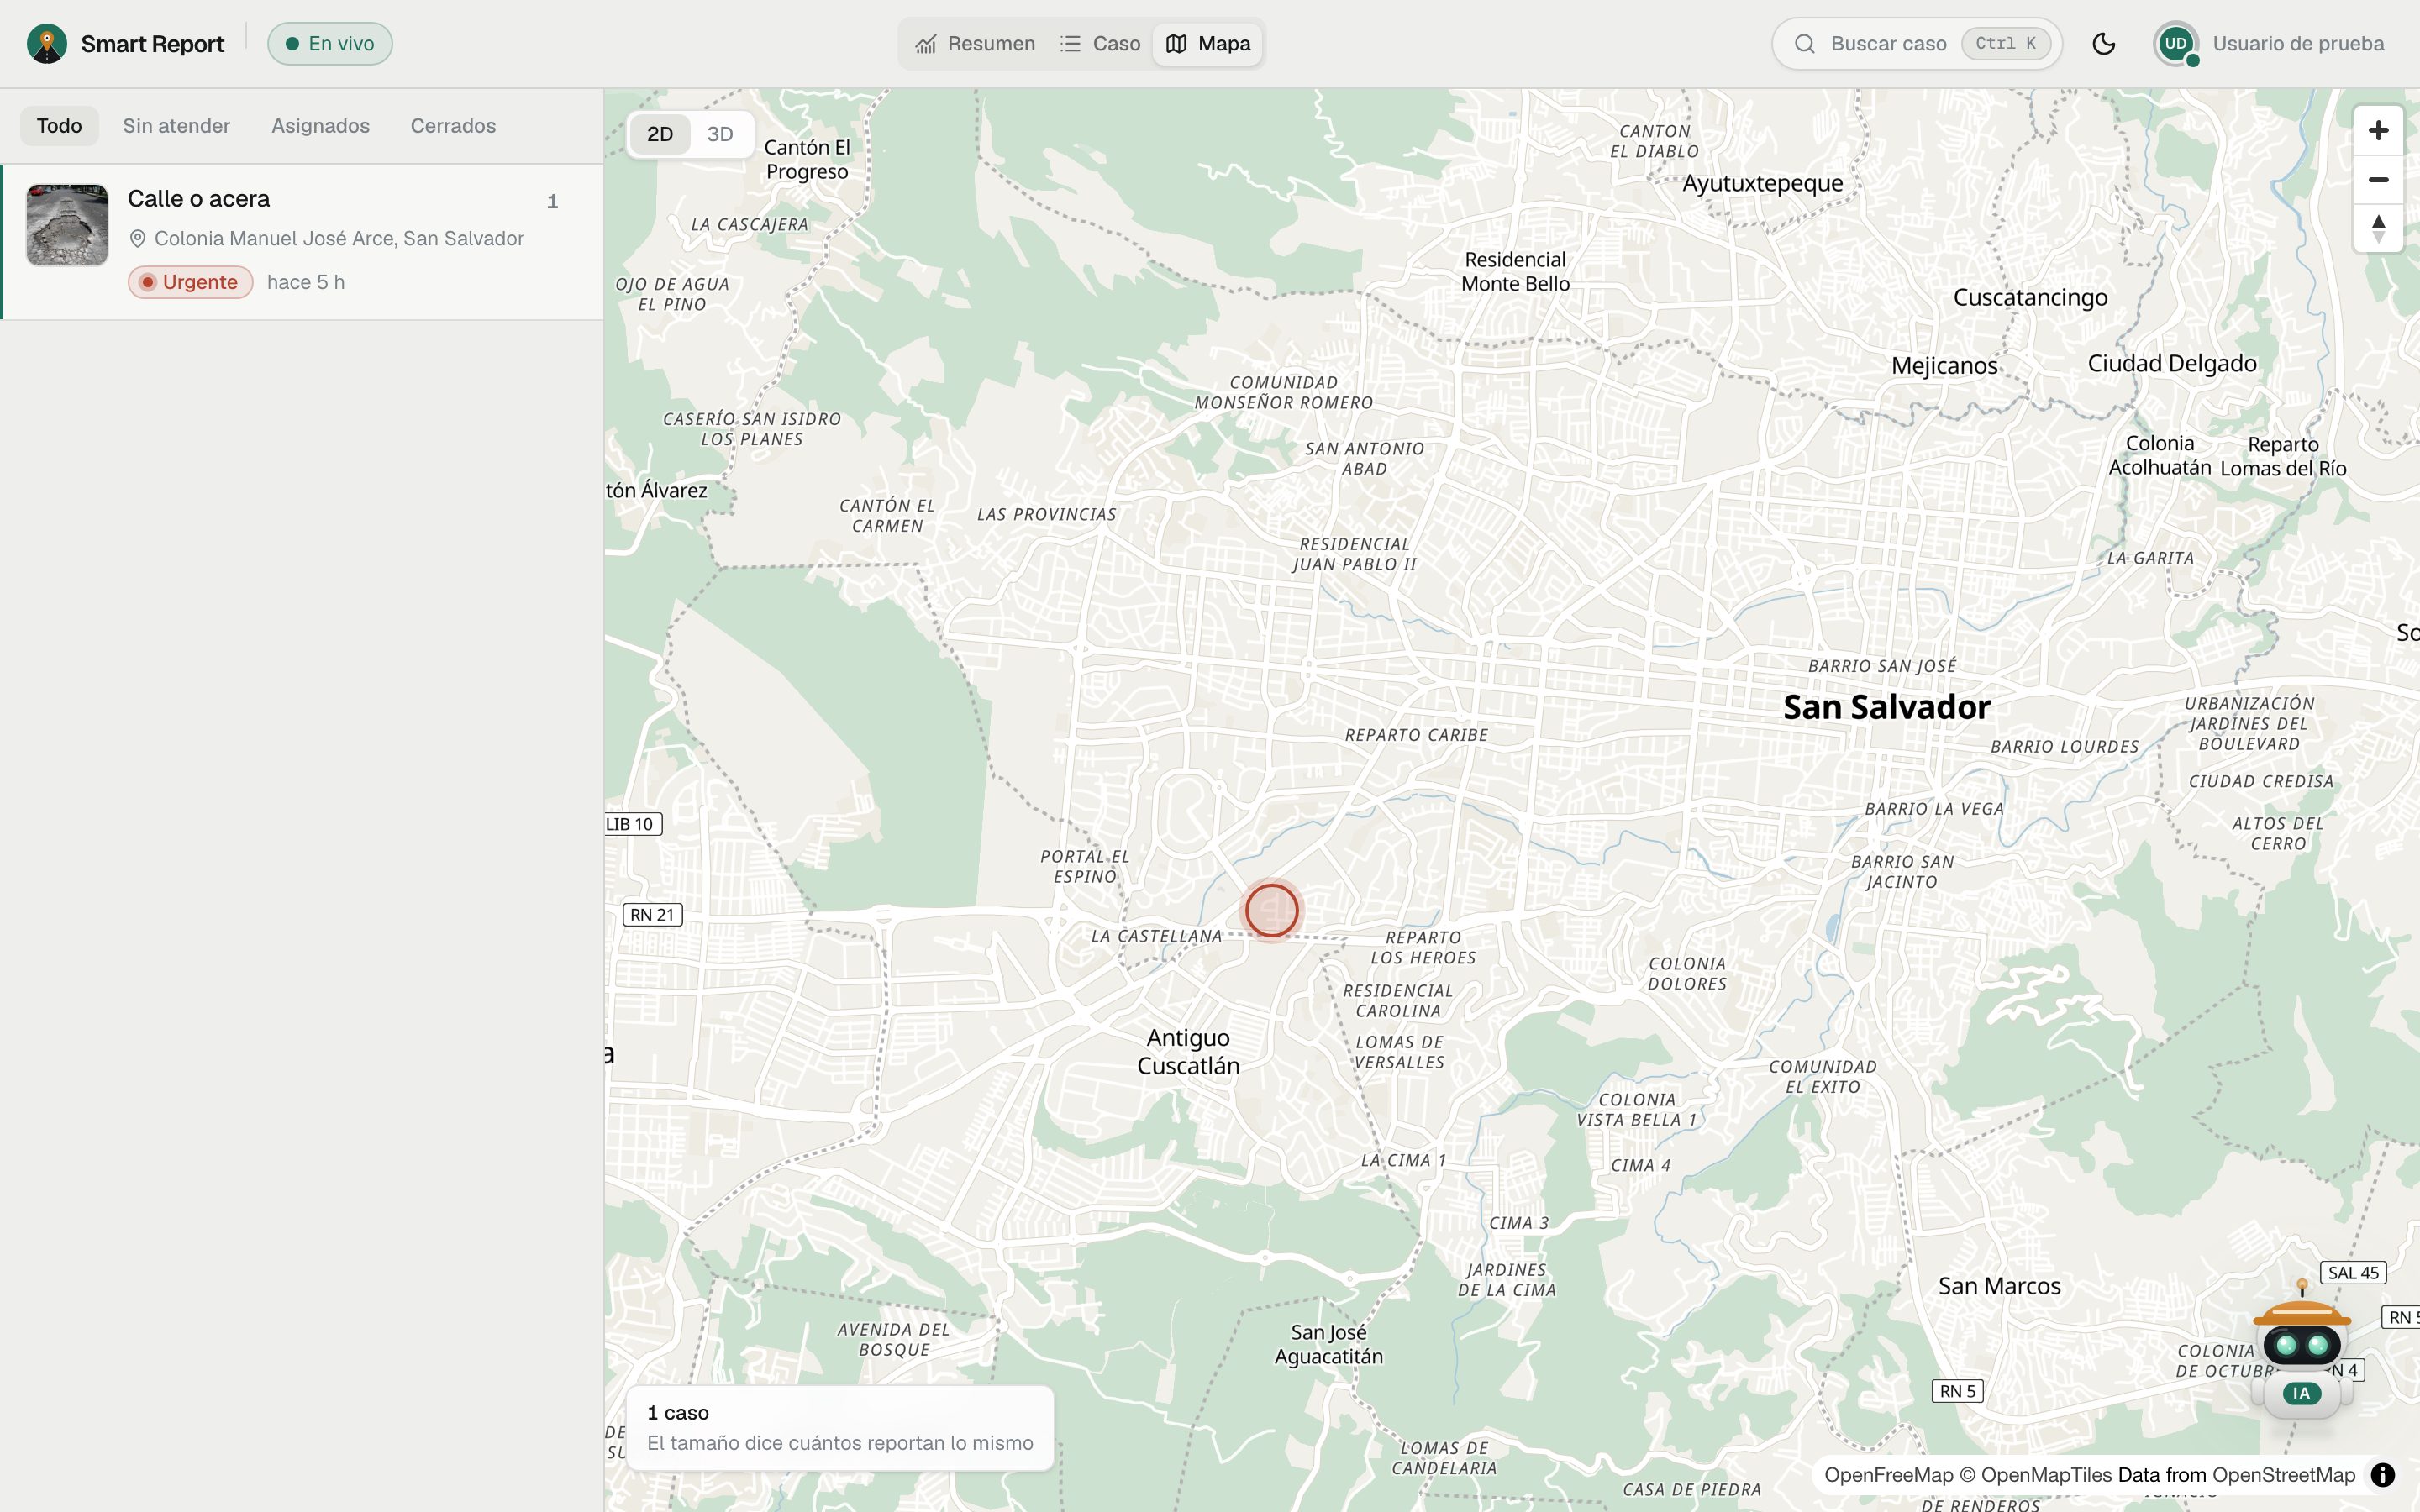 Smart Report
En vivo
Resumen
Caso
Mapa
Buscar caso
Ctrl K
UD
Usuario de prueba
Todo
Sin atender
Asignados
Cerrados
Calle o acera
1
Colonia Manuel José Arce, San Salvador
Urgente
hace 5 h
2D
3D
Cantón El
Progreso
LA CASCAJERA
OJO DE AGUA
EL PINO
CANTON
EL DIABLO
Ayutuxtepeque
Residencial
Monte Bello
Cuscatancingo
Mejicanos
Ciudad Delgado
COMUNIDAD
MONSEÑOR ROMERO
CASERÍO SAN ISIDRO
LOS PLANES
SAN ANTONIO
ABAD
Colonia
Acolhuatán
Reparto
Lomas del Río
tón Álvarez
CANTÓN EL
CARMEN
LAS PROVINCIAS
RESIDENCIAL
JUAN PABLO II
LA GARITA
So
BARRIO SAN JOSÉ
San Salvador
REPARTO CARIBE
URBANIZACIÓN
JARDINES DEL
BOULEVARD
BARRIO LOURDES
CIUDAD CREDISA
BARRIO LA VEGA
ALTOS DEL
CERRO
LIB 10
PORTAL EL
ESPINO
BARRIO SAN
JACINTO
RN 21
LA CASTELLANA
REPARTO
LOS HEROES
COLONIA
DOLORES
RESIDENCIAL
CAROLINA
Antiguo
Cuscatlán
LOMAS DE
VERSALLES
a
COMUNIDAD
EL EXITO
COLONIA
VISTA BELLA 1
LA CIMA 1
CIMA 4
CIMA 3
JARDINES
DE LA CIMA
San Marcos
SAL 45
RN 5
AVENIDA DEL
BOSQUE
San José
Aguacatitán
COLONIA
DE OCTUBR
N 4
RN 5
IA
1 caso
El tamaño dice cuántos reportan lo mismo
DE
SU
LOMAS DE
CANDELARIA
CASA DE PIEDRA
DE RENDEROS
OpenFreeMap © OpenMapTiles Data from OpenStreetMap